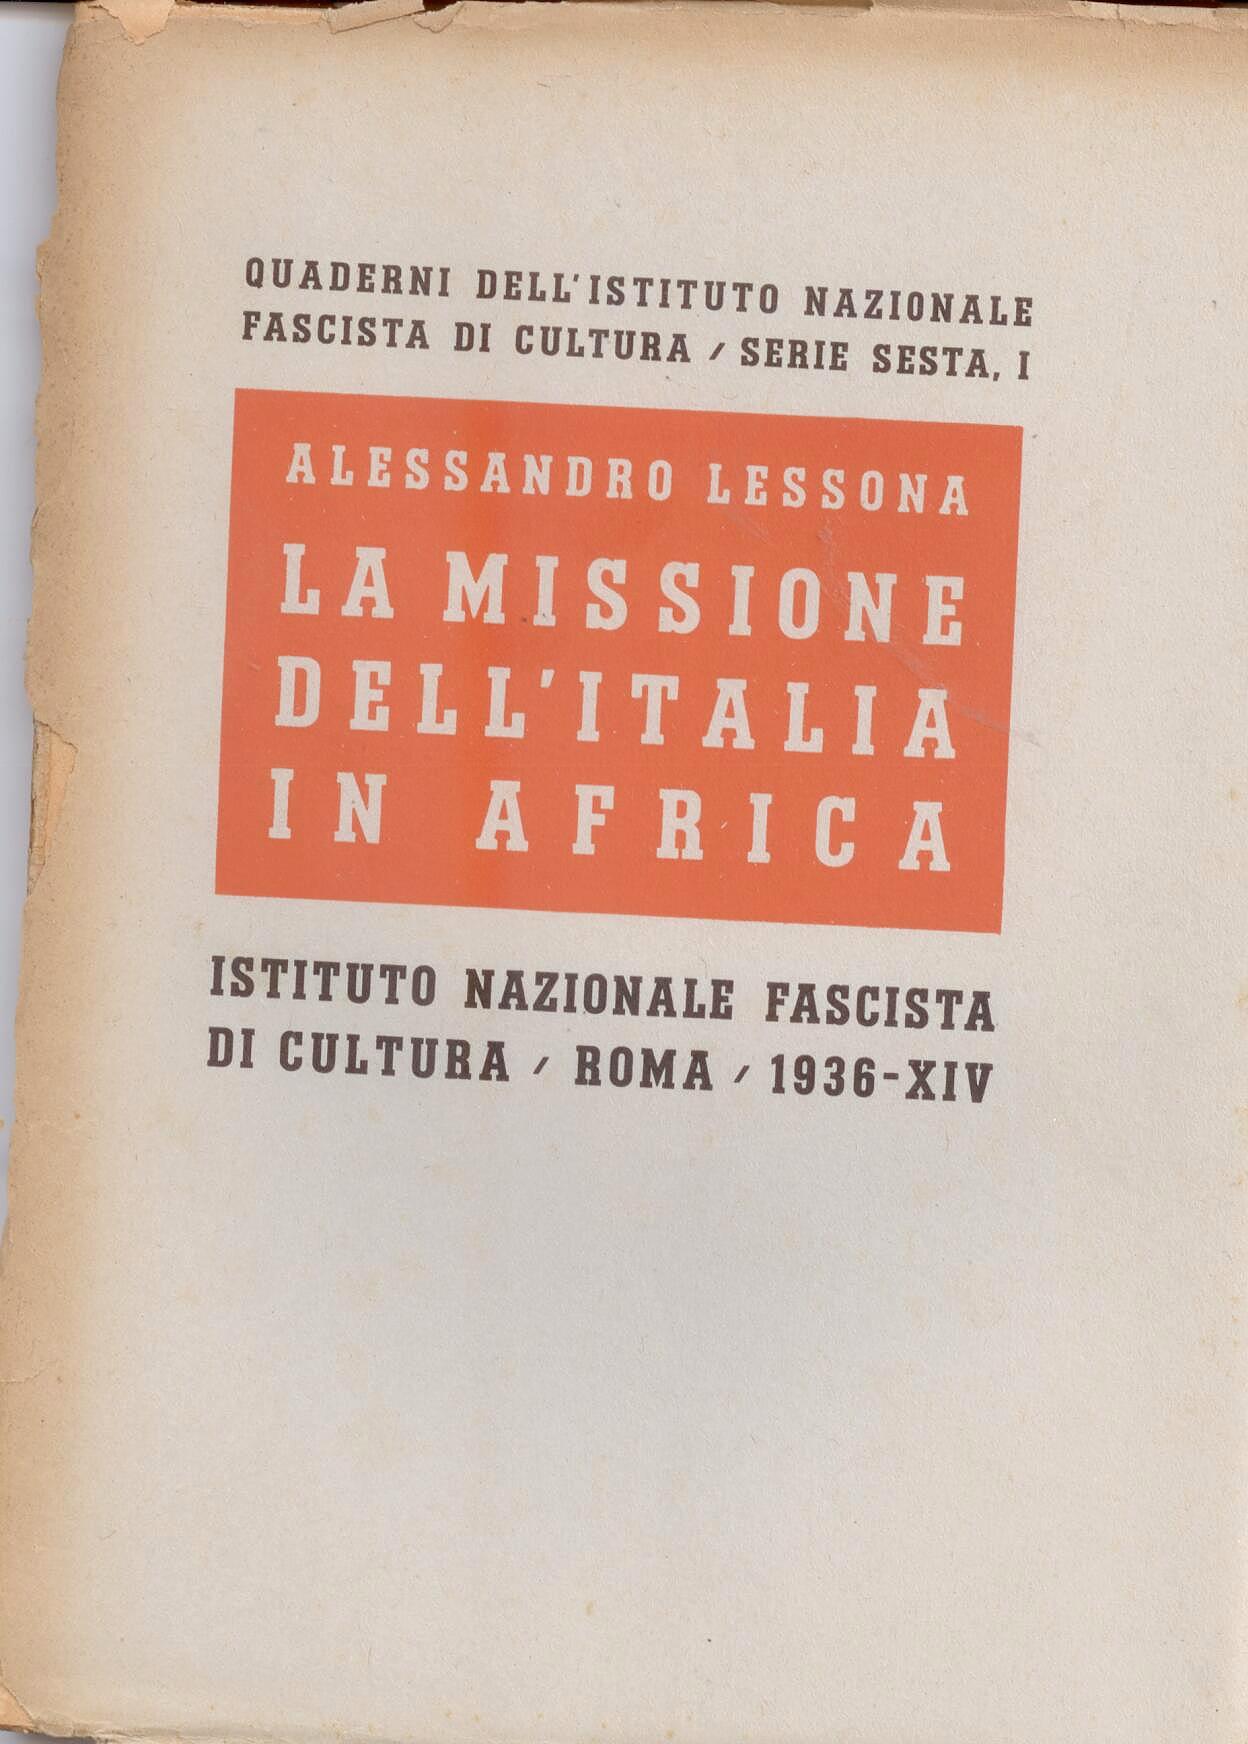 QUADERNI DELL'ISTITUTO NAZIONALE
FASCISTA DI CULTURA / SERIE SESTA, I
ALESSANDRO LESSONA
LA MISSIONE
DELL'ITALIA
IN AFRICA
ISTITUTO NAZIONALE FASCISTA
DI CULTURA / ROMA / 1936-XIV